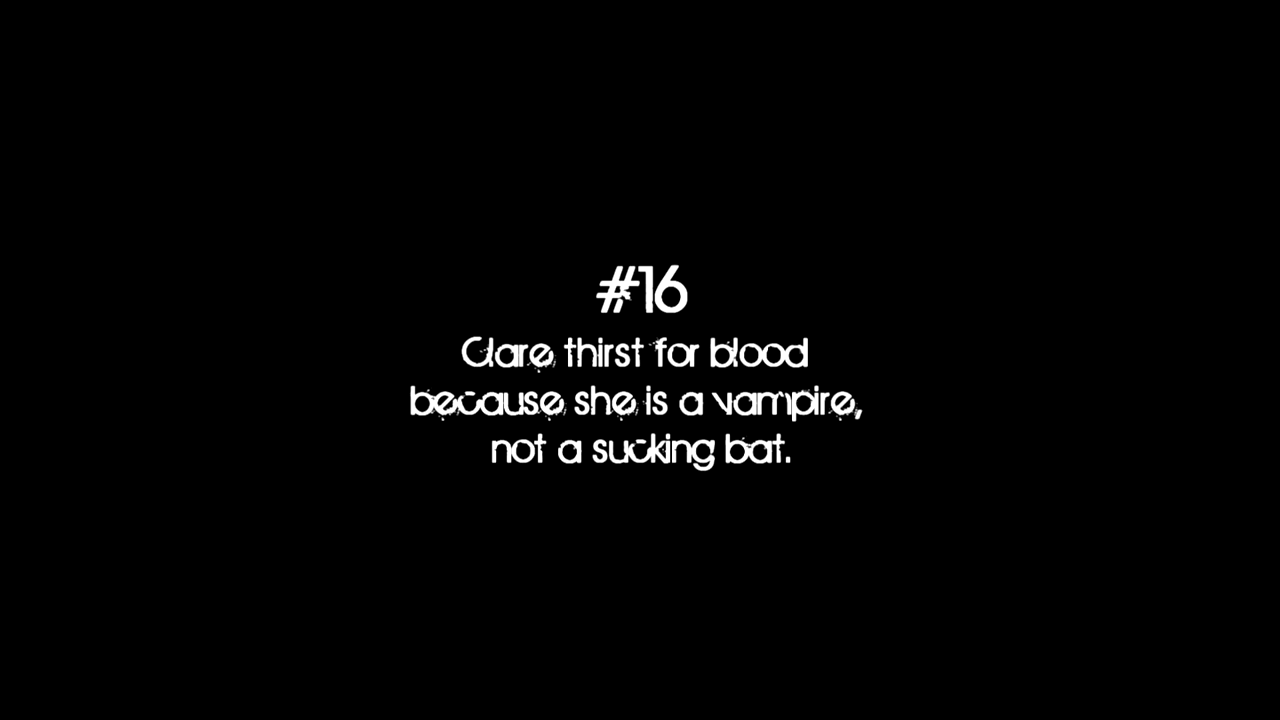 #16
Clare thirst for blood
because she is a vampire,
not a sucking bat.